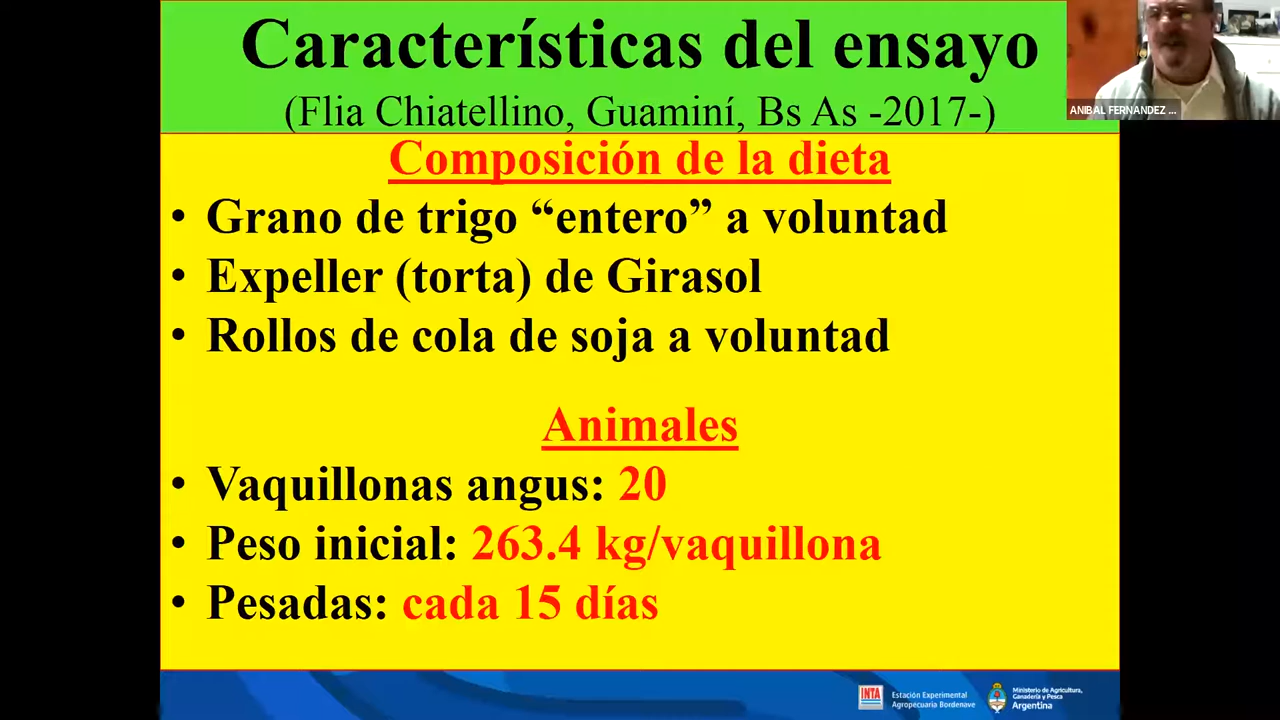 Características del ensayo
(Flia Chiatellino, Guaminí, Bs As -2017-)
ANIBAL FERNANDEZ ...
Composición de la dieta
• Grano de trigo “entero” a voluntad
• Expeller (torta) de Girasol
• Rollos de cola de soja a voluntad
Animales
• Vaquillonas angus: 20
• Peso inicial: 263.4 kg/vaquillona
• Pesadas: cada 15 días
INTA
Estación Experimental
Agropecuaria Bordenave
Ministerio de Agricultura,
Ganadería y Pesca
Argentina